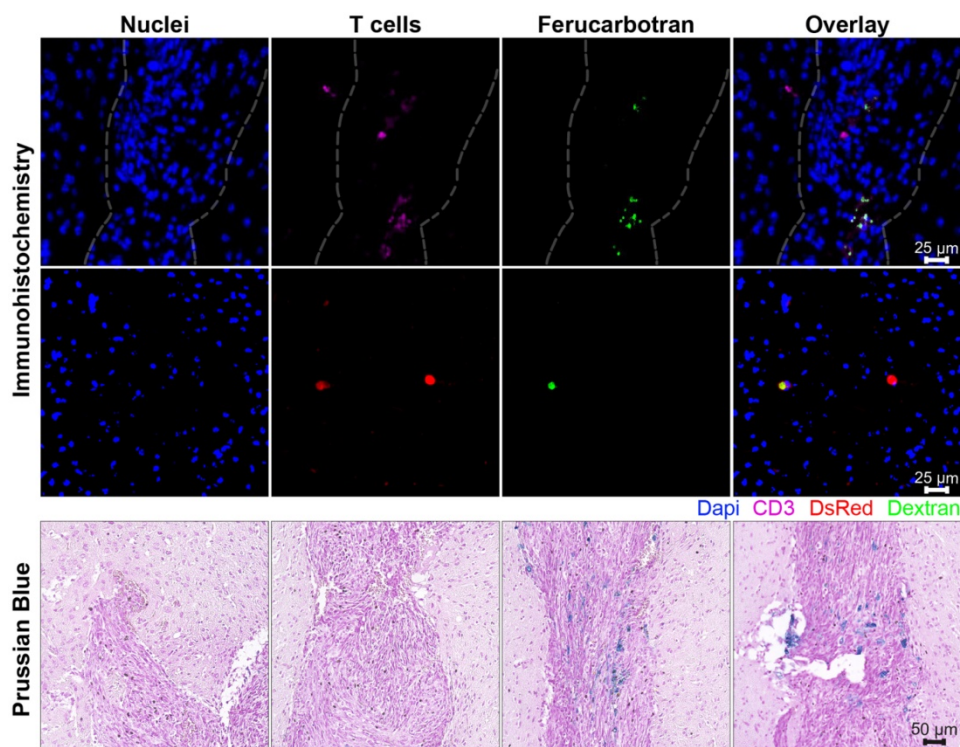 Nuclei T cells Ferucarbotran Overlay
Immunohistochemistry
25 µm
25 µm
Dapi CD3 DsRed Dextran
Prussian Blue
50 µm